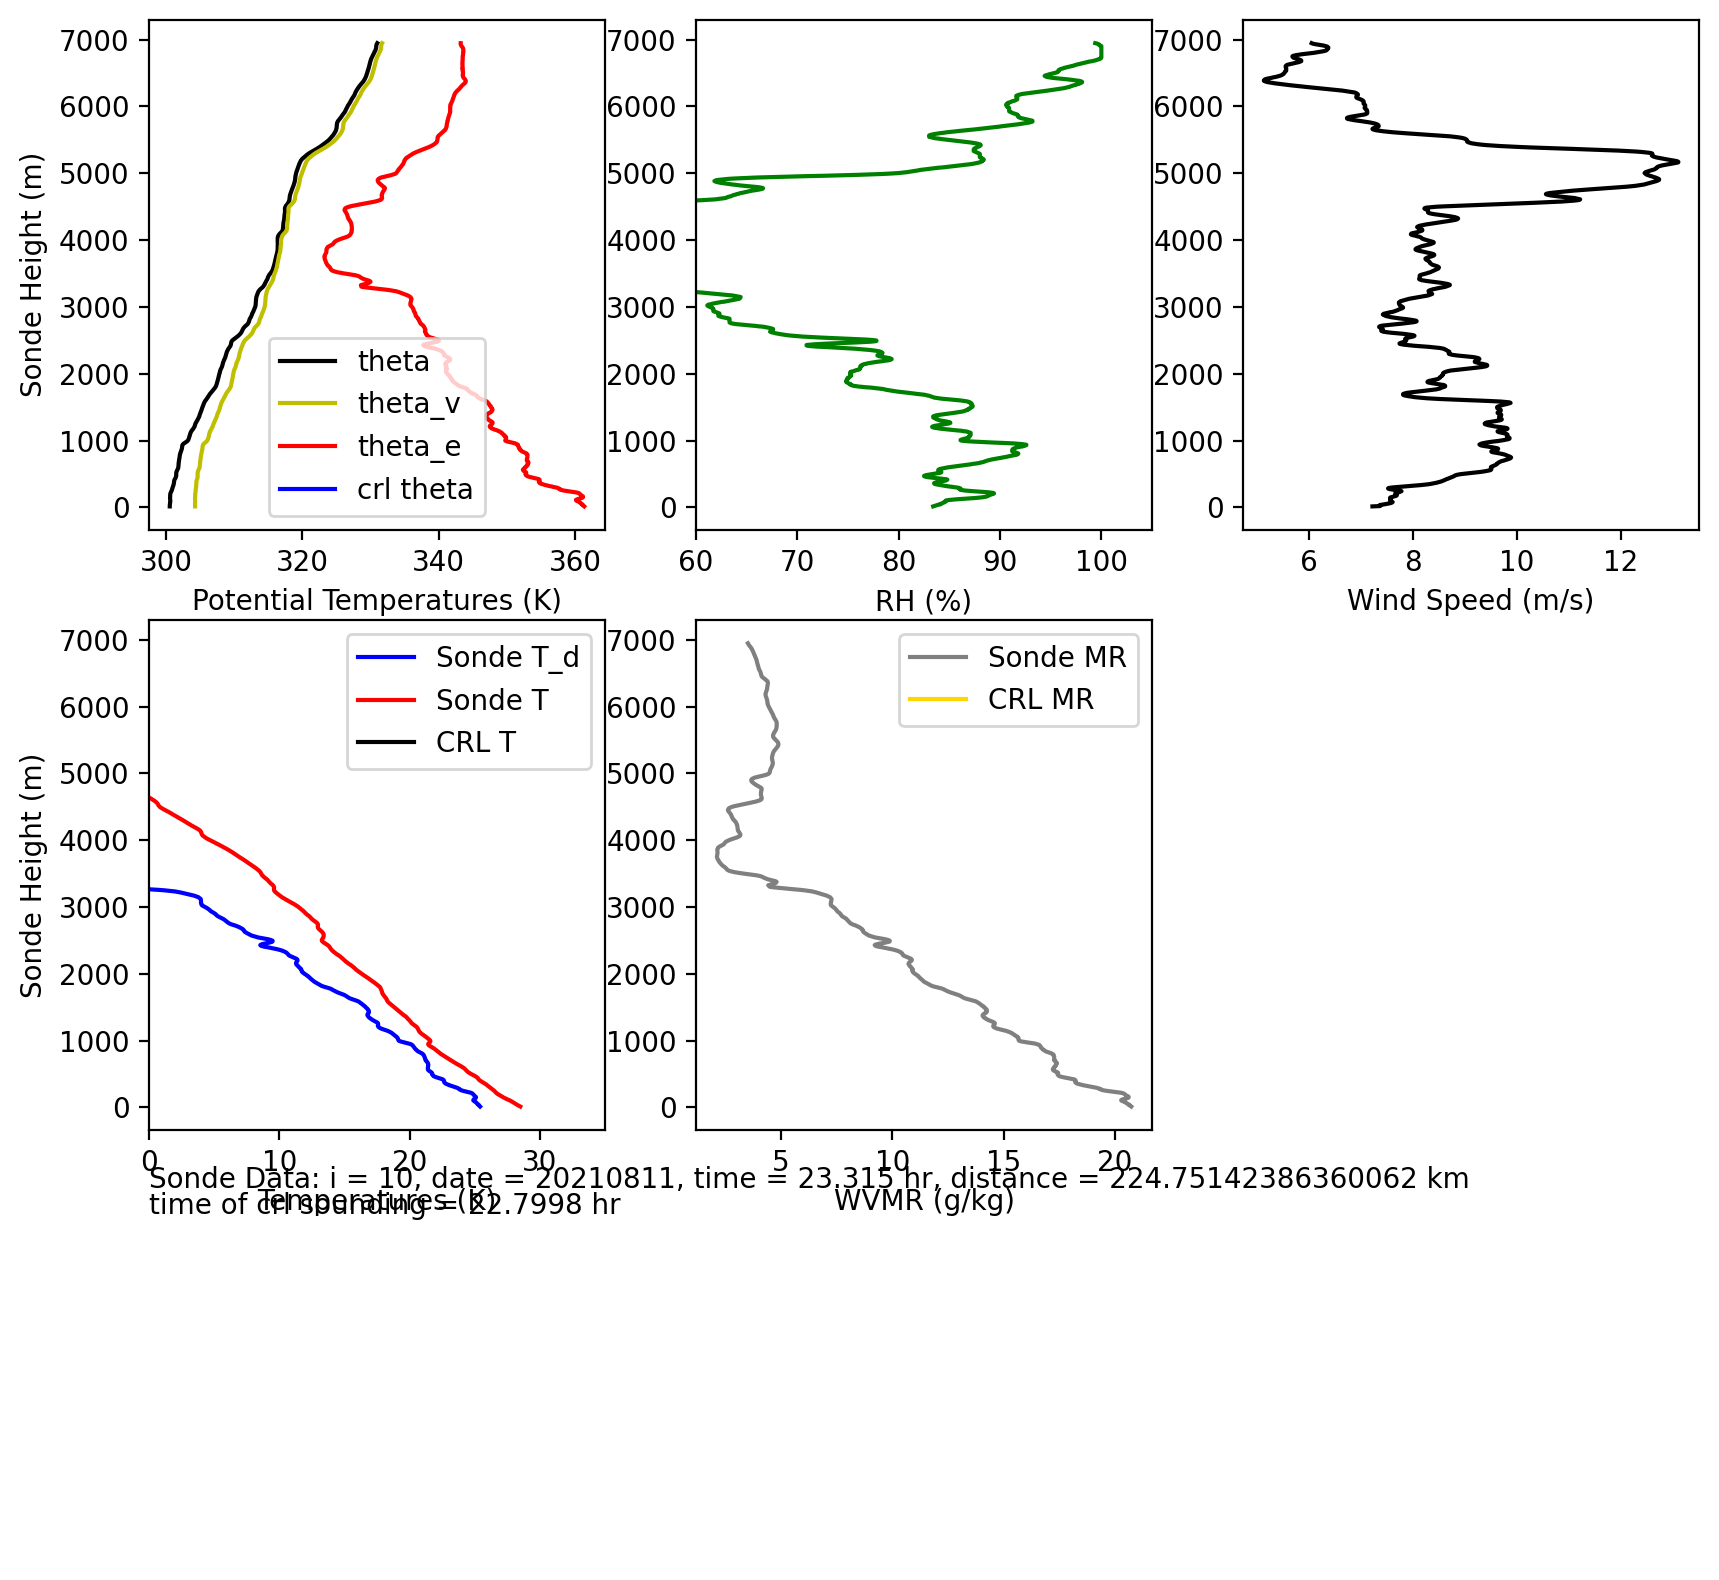 7000
6000
5000
4000
3000
2000
1000
0
Sonde Height (m)
theta
theta_v
theta_e
crl theta
300 320 340 360
Potential Temperatures (K)
7000
6000
5000
4000
3000
2000
1000
0
60 70 80 90 100
RH (%)
7000
6000
5000
4000
3000
2000
1000
0
6 8 10 12
Wind Speed (m/s)
7000
6000
5000
4000
3000
2000
1000
0
Sonde Height (m)
Sonde T_d
Sonde T
CRL T
0 10 20 30
Temperatures (K)
7000
6000
5000
4000
3000
2000
1000
0
Sonde MR
CRL MR
5 10 15 20
WVMR (g/kg)
Sonde Data: i = 10, date = 20210811, time = 23.315 hr, distance = 224.75142386360062 km
time of crl sounding = 22.7998 hr